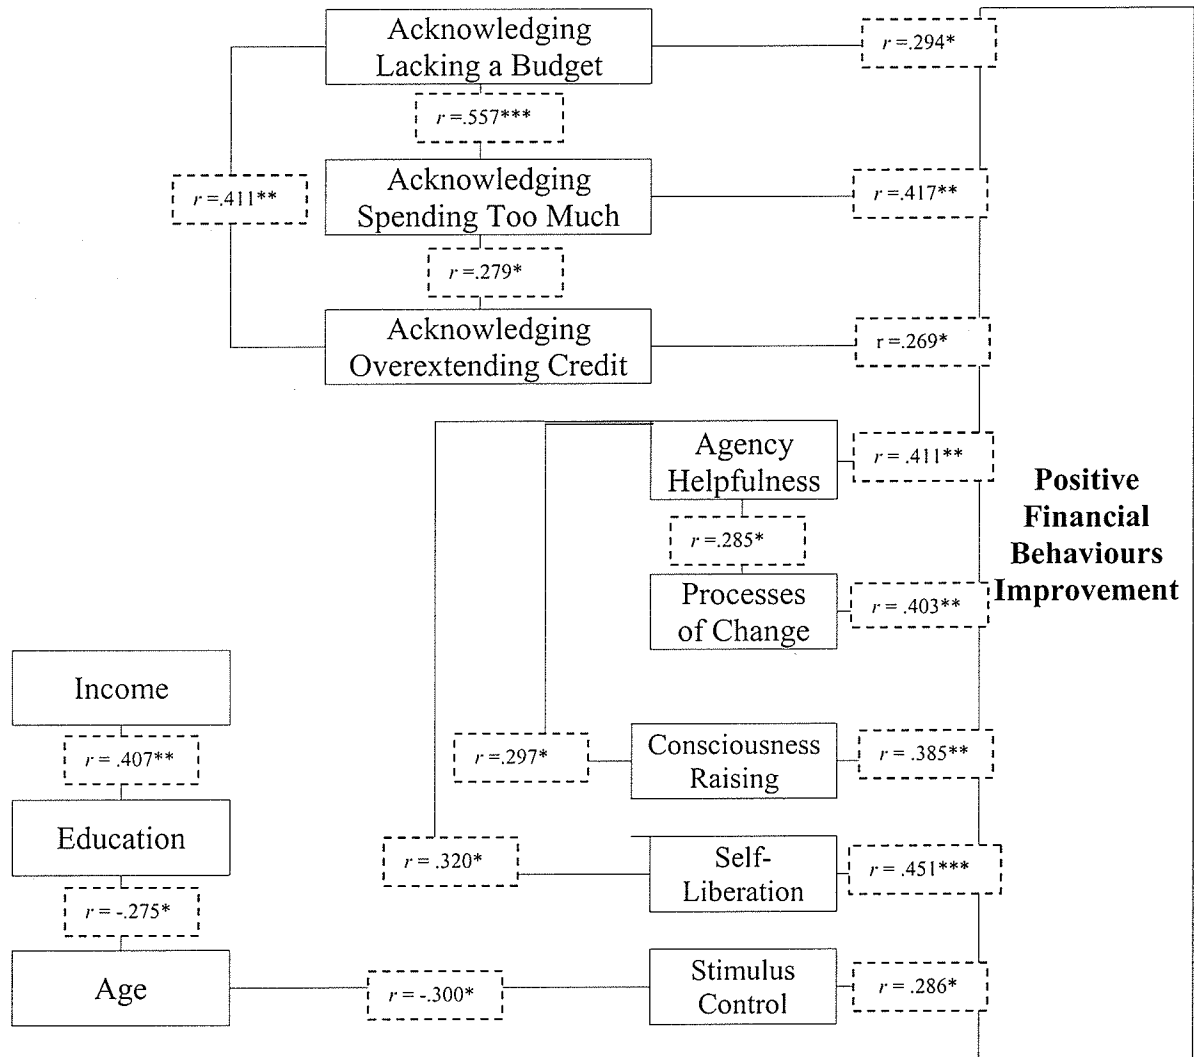 Acknowledging
Lacking a Budget
r =.294*
r =.557***
Acknowledging
Spending Too Much
r =.411**
r =.417**
r =.279*
Acknowledging
Overextending Credit
r =.269*
Agency
Helpfulness
r = .411**
r =.285*
Processes
of Change
r = .403**
Positive
Financial
Behaviours
Improvement
Income
r = .407**
Education
r = -.275*
Age
r =.297*
Consciousness
Raising
r = .385**
r = .320*
Self-
Liberation
r = .451***
r = -.300*
Stimulus
Control
r = .286*